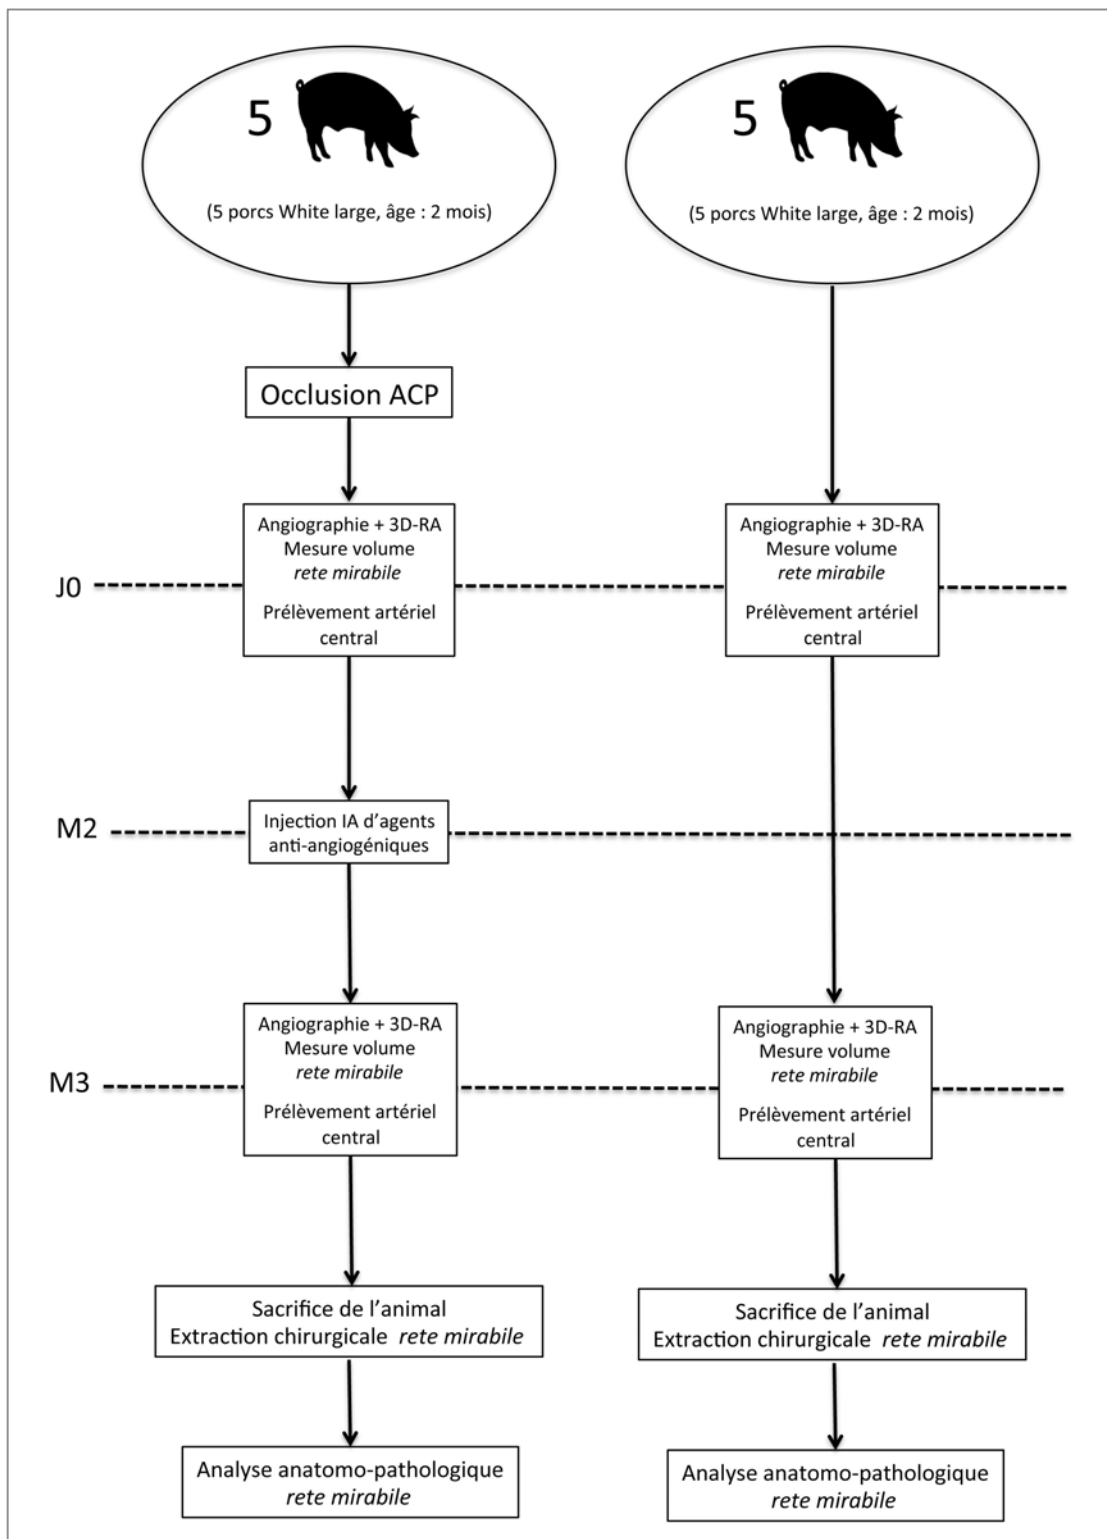 5
(5 porcs White large, âge : 2 mois)
5
(5 porcs White large, âge : 2 mois)
Occlusion ACP
J0
Angiographie + 3D-RA
Mesure volume
rete mirabile
Prélèvement artériel
central
Angiographie + 3D-RA
Mesure volume
rete mirabile
Prélèvement artériel
central
M2
Injection IA d'agents
anti-angiogéniques
M3
Angiographie + 3D-RA
Mesure volume
rete mirabile
Prélèvement artériel
central
Angiographie + 3D-RA
Mesure volume
rete mirabile
Prélèvement artériel
central
Sacrifice de l'animal
Extraction chirurgicale rete mirabile
Sacrifice de l'animal
Extraction chirurgicale rete mirabile
Analyse anatomo-pathologique
rete mirabile
Analyse anatomo-pathologique
rete mirabile